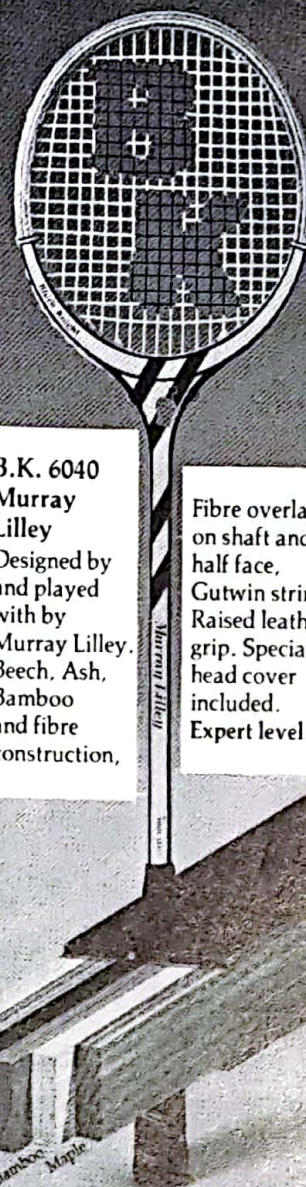 B
K
B.K. 6040
Murray
Lilley
Designed by
and played
with by
Murray Lilley.
Beech, Ash,
Bamboo
and fibre
construction,
Murray Lilley
Fibre overla
on shaft and
half face,
Gutwin strin
Raised leath
grip. Specia
head cover
included.
Expert level
Bamboo
Maple